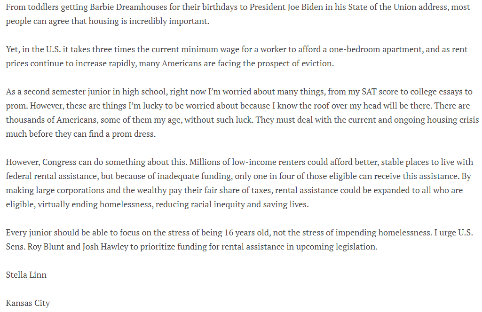 From toddlers getting Barbie Dreamhouses for their birthdays to President Joe Biden in his State of the Union address, most
people can agree that housing is incredibly important.
Yet, in the U.S. it takes three times the current minimum wage for a worker to afford a one-bedroom apartment, and as rent
prices continue to increase rapidly, many Americans are facing the prospect of eviction.
As a second semester junior in high school, right now I'm worried about many things, from my SAT score to college essays to
prom. However, these are things I'm lucky to be worried about because I know the roof over my head will be there. There are
thousands of Americans, some of them my age, without such luck. They must deal with the current and ongoing housing crisis
much before they can find a prom dress.
However, Congress can do something about this. Millions of low-income renters could afford better, stable places to live with
federal rental assistance, but because of inadequate funding, only one in four of those eligible can receive this assistance. By
making large corporations and the wealthy pay their fair share of taxes, rental assistance could be expanded to all who are
eligible, virtually ending homelessness, reducing racial inequity and saving lives.
Every junior should be able to focus on the stress of being 16 years old, not the stress of impending homelessness. I urge U.S.
Sens. Roy Blunt and Josh Hawley to prioritize funding for rental assistance in upcoming legislation.
Stella Linn
Kansas City